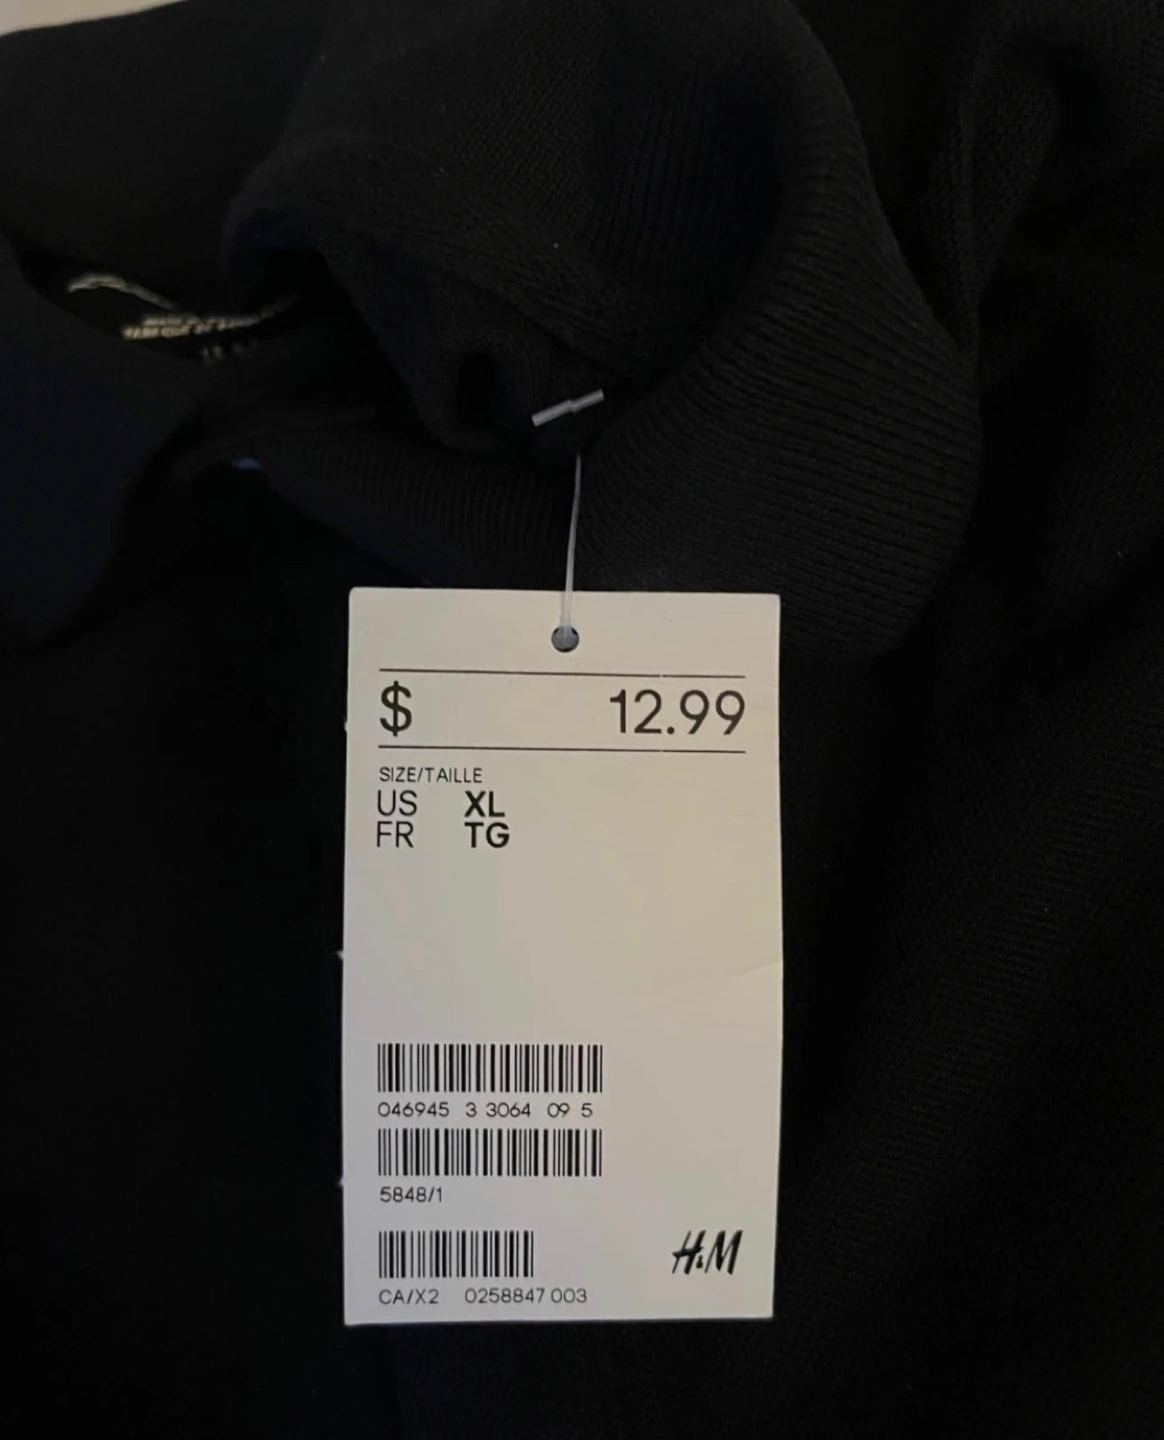 $ 12.99
SIZE/TAILLE
US XL
FR TG
046945 3 3064 09 5
5848/1
H&M
CA/X2 0258847 003